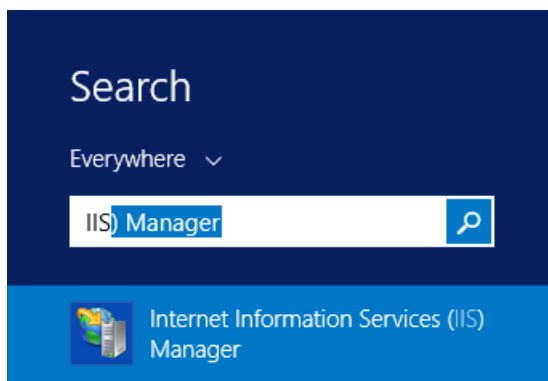 Search
Everywhere
IIS) Manager
Internet Information Services (IIS)
Manager